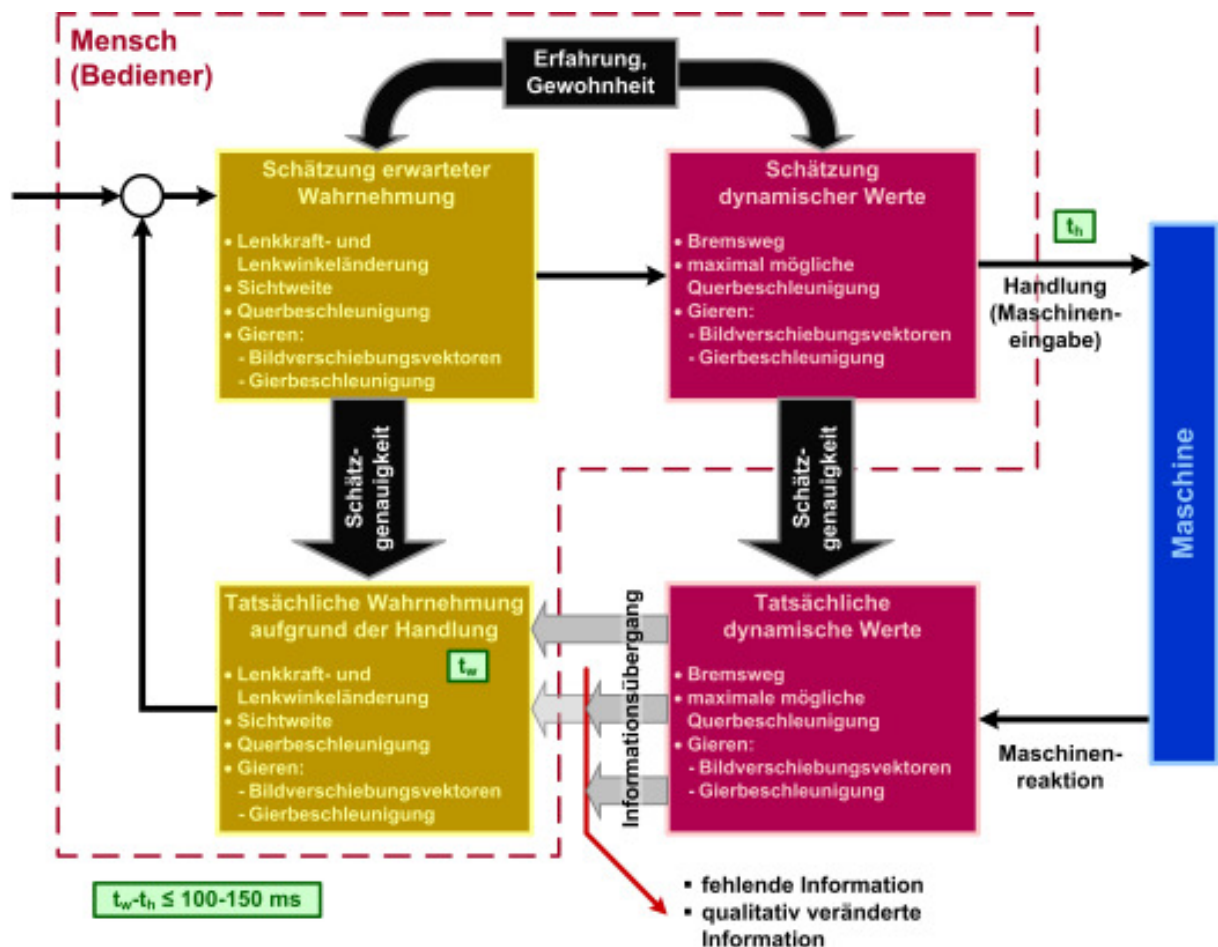 Mensch
(Bediener)
Erfahrung,
Gewohnheit
Schätzung erwarteter
Wahrnehmung
• Lenkkraft- und
Lenkwinkeländerung
• Sichtweite
• Querbeschleunigung
• Gieren:
- Bildverschiebungsvektoren
- Gierbeschleunigung
Schätzung
dynamischer Werte
• Bremsweg
• maximal mögliche
Querbeschleunigung
• Gieren:
- Bildverschiebungsvektoren
- Gierbeschleunigung
th
Handlung
(Maschinen-
eingabe)
Maschine
Schätz-
genauigkeit
Schätz-
genauigkeit
Tatsächliche Wahrnehmung
aufgrund der Handlung
tw
• Lenkkraft- und
Lenkwinkeländerung
• Sichtweite
• Querbeschleunigung
• Gieren:
- Bildverschiebungsvektoren
- Gierbeschleunigung
Informationsübergang
Tatsächliche
dynamische Werte
• Bremsweg
• maximale mögliche
Querbeschleunigung
• Gieren:
- Bildverschiebungsvektoren
- Gierbeschleunigung
Maschinen-
reaktion
tw-th ≤ 100-150 ms
▪ fehlende Information
▪ qualitativ veränderte
Information